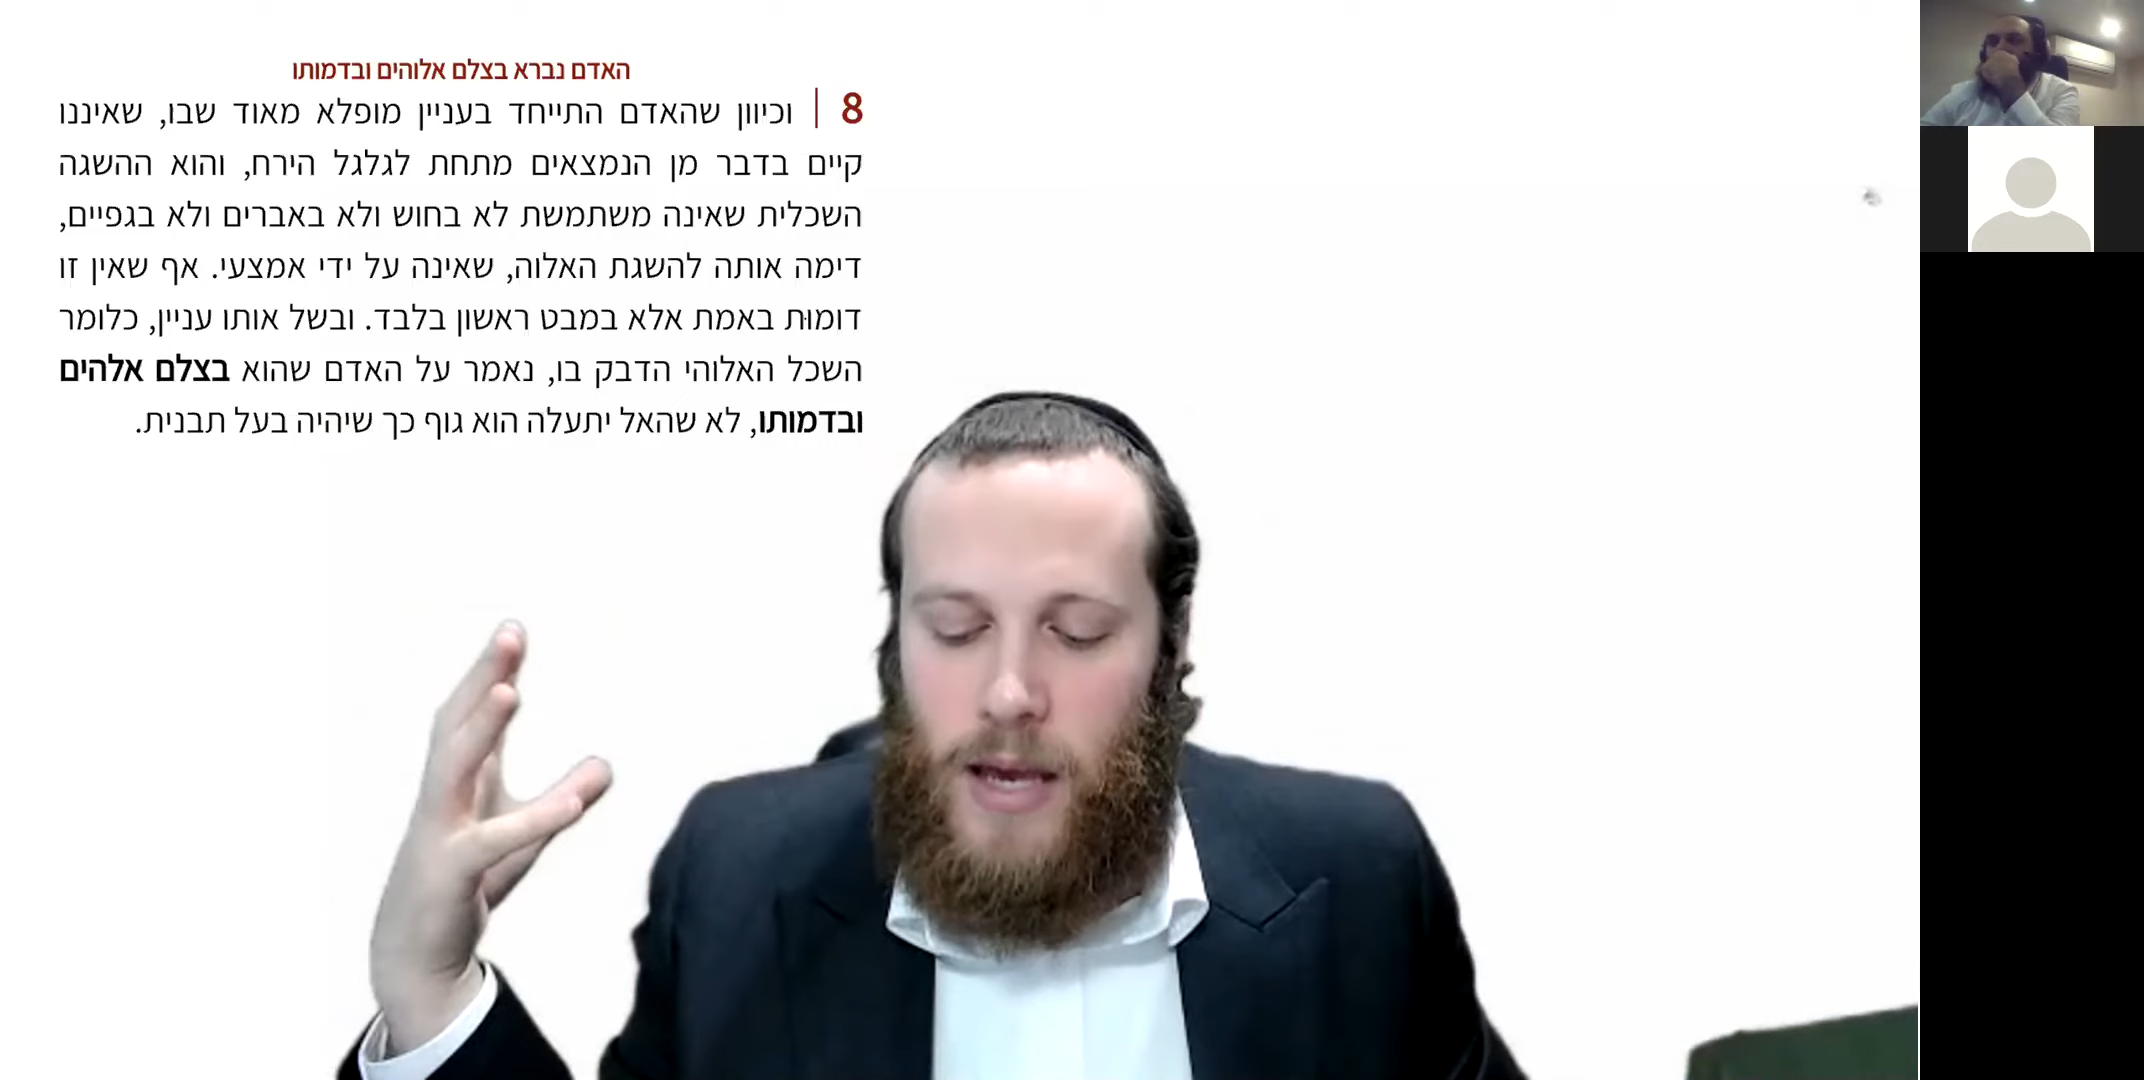 האדם נברא בצלם אלוהים ובדמותו
8 | וכיוון שהאדם התייחד בעניין מופלא מאוד שבו, שאיננו
קיים בדבר מן הנמצאים מתחת לגלגל הירח, והוא ההשגה
השכלית שאינה משתמשת לא בחוש ולא באברים ולא בגפיים,
דימה אותה להשגת האלוה, שאינה על ידי אמצעי. אף שאין זו
דומות באמת אלא במבט ראשון בלבד. ובשל אותו עניין, כלומר
השכל האלוהי הדבק בו, נאמר על האדם שהוא בצלם אלהים
ובדמותו, לא שהאל יתעלה הוא גוף כך שיהיה בעל תבנית.